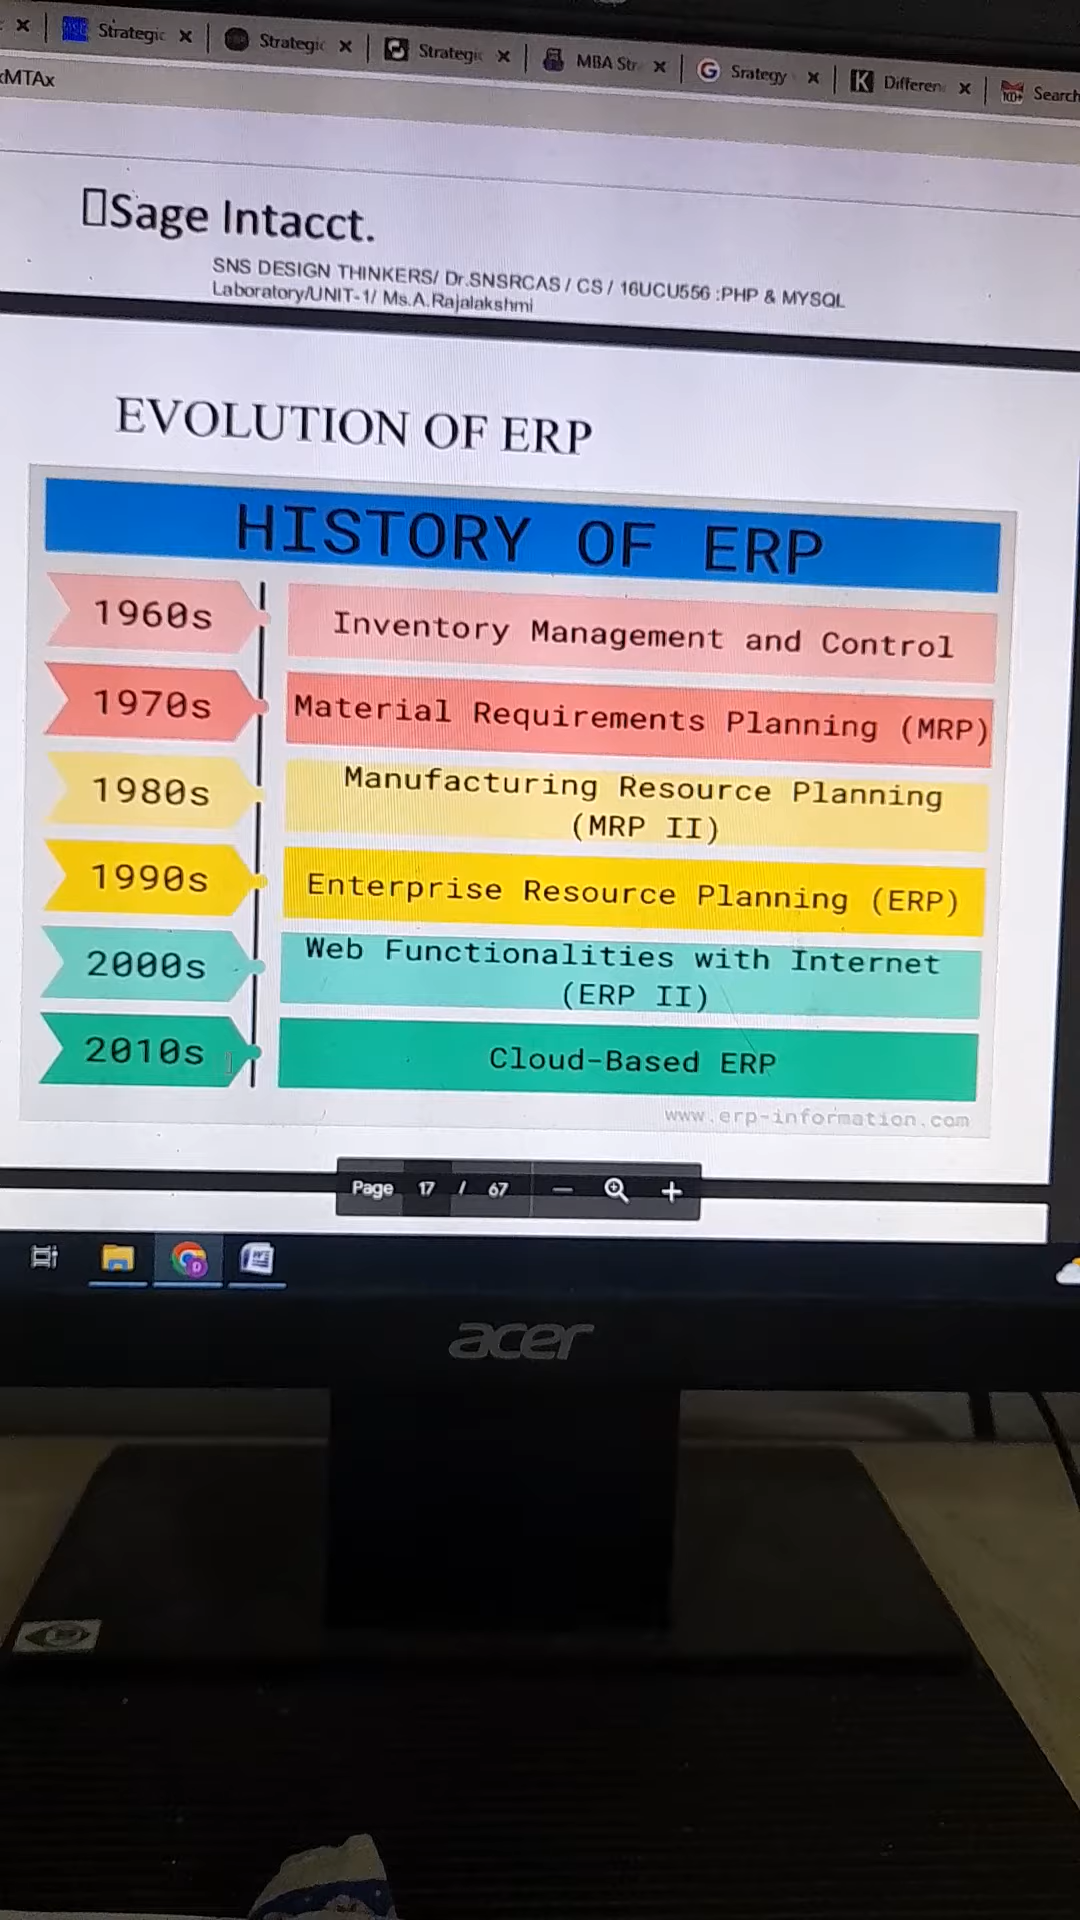 Strategic
Strategic
Strategic
MBA Str
Srategy
Differen
Search
MTAx
Sage Intacct.
SNS DESIGN THINKERS/ Dr.SNSRCAS / CS / 16UCU556 :PHP & MYSQL
Laboratory/UNIT-1/ Ms.A.Rajalakshmi
EVOLUTION OF ERP
HISTORY OF ERP
1960s
Inventory Management and Control
1970s
Material Requirements Planning (MRP)
1980s
Manufacturing Resource Planning
(MRP II)
1990s
Enterprise Resource Planning (ERP)
2000s
Web Functionalities with Internet
(ERP II)
2010s
Cloud-Based ERP
www.erp-information.com
Page 17 / 67
acer